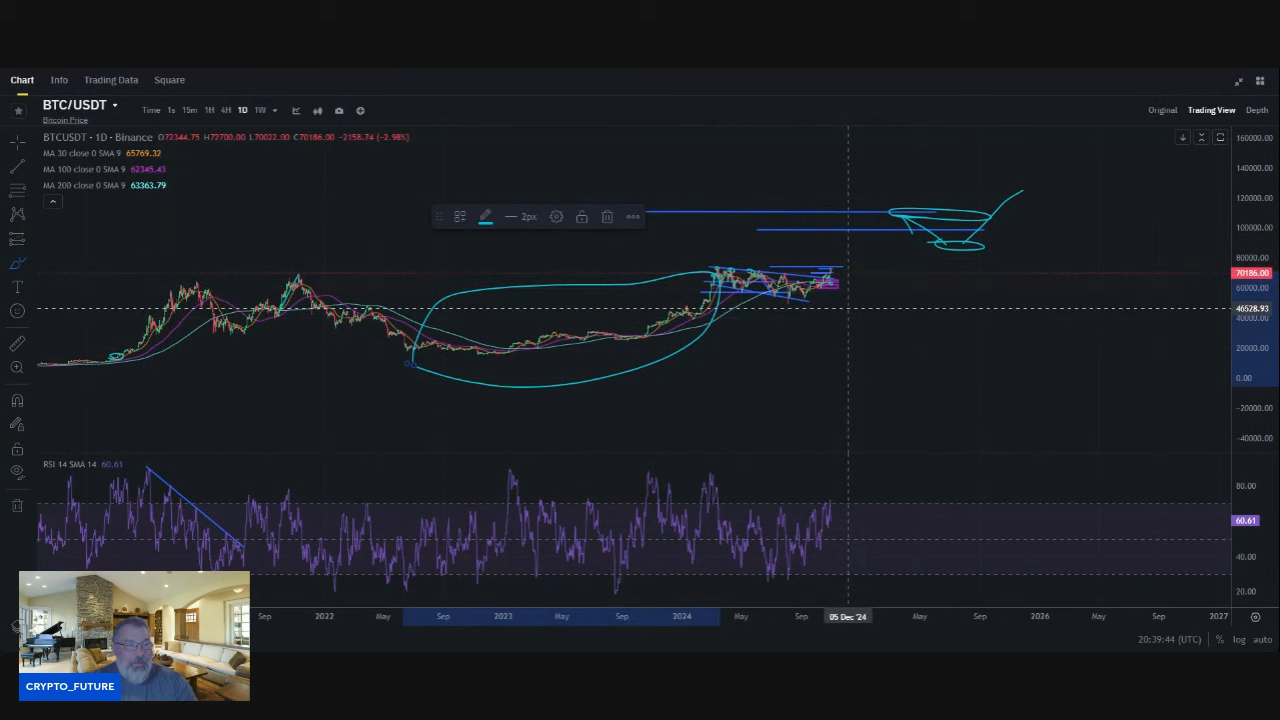 Chart Info Trading Data Square
BTC/USDT
Bitcoin Price
Time 1s 15m 1H 4H 1D 1W
Original Trading View Depth
BTCUSDT · 1D · Binance O72344.75 H72700.00 L70022.00 C70186.00 −2158.74 (−2.98%)
MA 30 close 0 SMA 9 65769.32
MA 100 close 0 SMA 9 62345.43
MA 200 close 0 SMA 9 63363.79
2px
160000.00
140000.00
120000.00
100000.00
80000.00
70186.00
60000.00
46528.93
40000.00
20000.00
0.00
−20000.00
−40000.00
RSI 14 SMA 14 60.61
80.00
60.61
40.00
20.00
Sep 2022 May Sep 2023 May Sep 2024 May Sep 05 Dec '24 May Sep 2026 May Sep 2027
20:39:44 (UTC) % log auto
CRYPTO_FUTURE